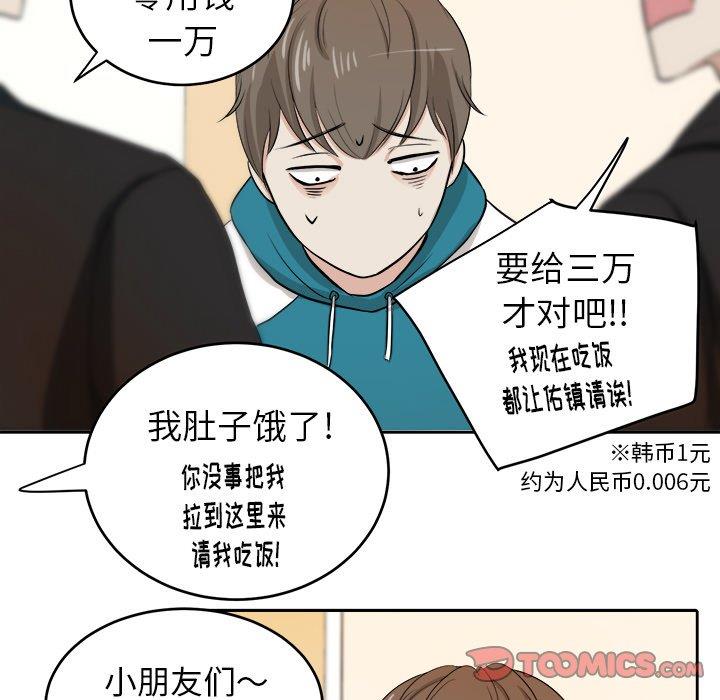 零用钱
一万
要给三万
才对吧!!
我现在吃饭
都让佑镇请诶!
※韩币1元
约为人民币0.006元
我肚子饿了!
你没事把我
拉到这里来
请我吃饭!
小朋友们～
TOOMICS.COM